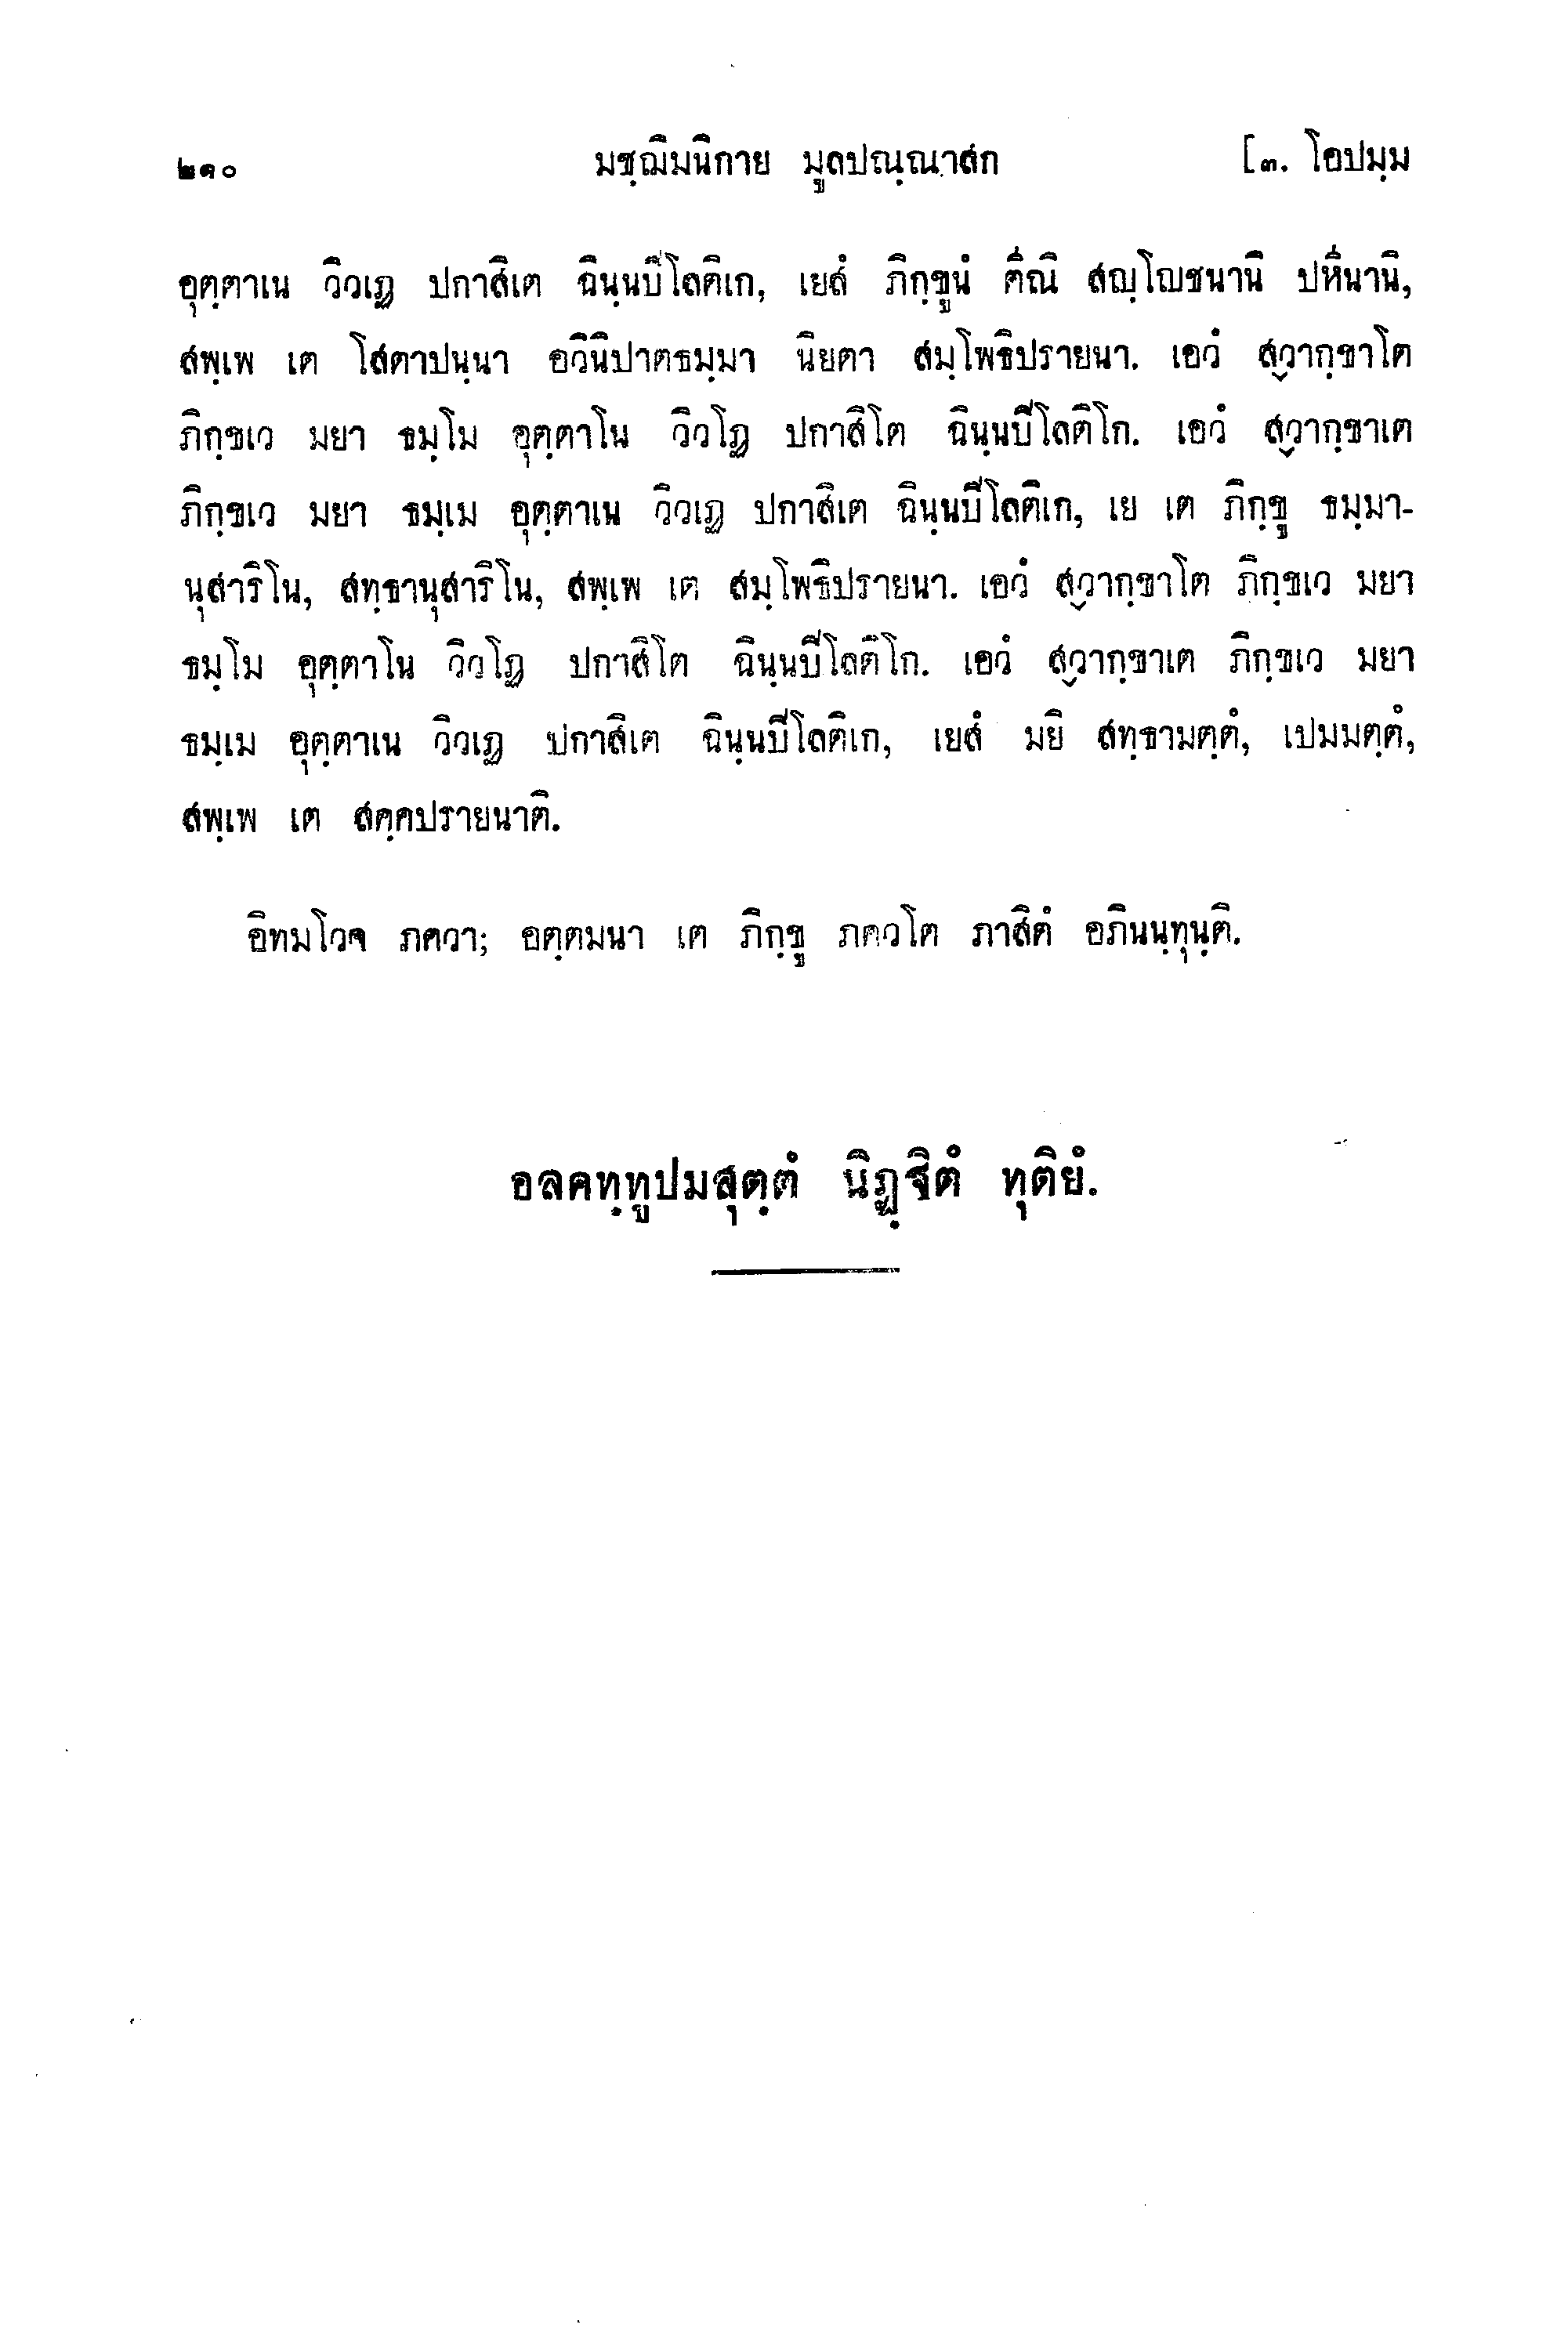 ๒๑๐ มชฺฌิมนิกาย มูลปณฺณาสก [๓. โอปมฺม
อุตฺตาเน วิวเฏ ปกาสิเต ฉินฺนปิโลติเก, เยสํ ภิกฺขูนํ ตีณิ สญฺโญชนานิ ปหีนานิ,
สพฺเพ เต โสตาปนฺนา อวินิปาตธมฺมา นิยตา สมฺโพธิปรายนา. เอวํ สฺวากฺขาโต
ภิกฺขเว มยา ธมฺโม อุตฺตาโน วิวโฏ ปกาสิโต ฉินฺนปิโลติโก. เอวํ สฺวากฺขาเต
ภิกฺขเว มยา ธมฺเม อุตฺตาเน วิวเฏ ปกาสิเต ฉินฺนปิโลติเก, เย เต ภิกฺขู ธมฺมา-
นุสาริโน, สทฺธานุสาริโน, สพฺเพ เต สมฺโพธิปรายนา. เอวํ สฺวากฺขาโต ภิกฺขเว มยา
ธมฺโม อุตฺตาโน วิวโฏ ปกาสิโต ฉินฺนปิโลติโก. เอวํ สฺวากฺขาเต ภิกฺขเว มยา
ธมฺเม อุตฺตาเน วิวเฏ ปกาสิเต ฉินฺนปิโลติเก, เยสํ มยิ สทฺธามตฺตํ, เปมมตฺตํ,
สพฺเพ เต สคฺคปรายนาติ.
อิทมโวจ ภควา; อตฺตมนา เต ภิกฺขู ภควโต ภาสิตํ อภินนฺทุนฺติ.
อลคทฺทูปมสุตฺตํ นิฏฺฐิตํ ทุติยํ.